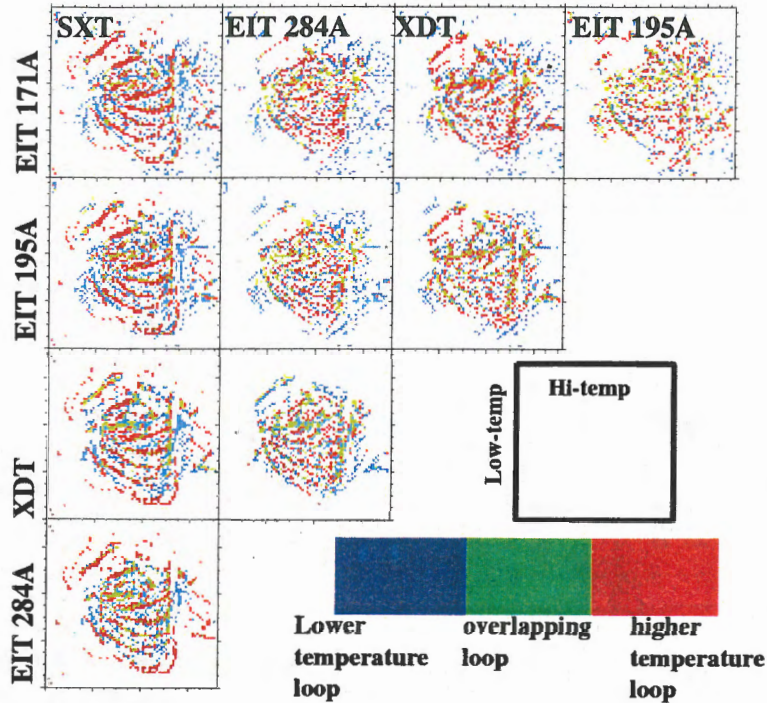 SXT EIT 284A XDT EIT 195A
EIT 171A
EIT 195A
XDT
EIT 284A
Hi-temp
Low-temp
Lower temperature loop
overlapping loop
higher temperature loop